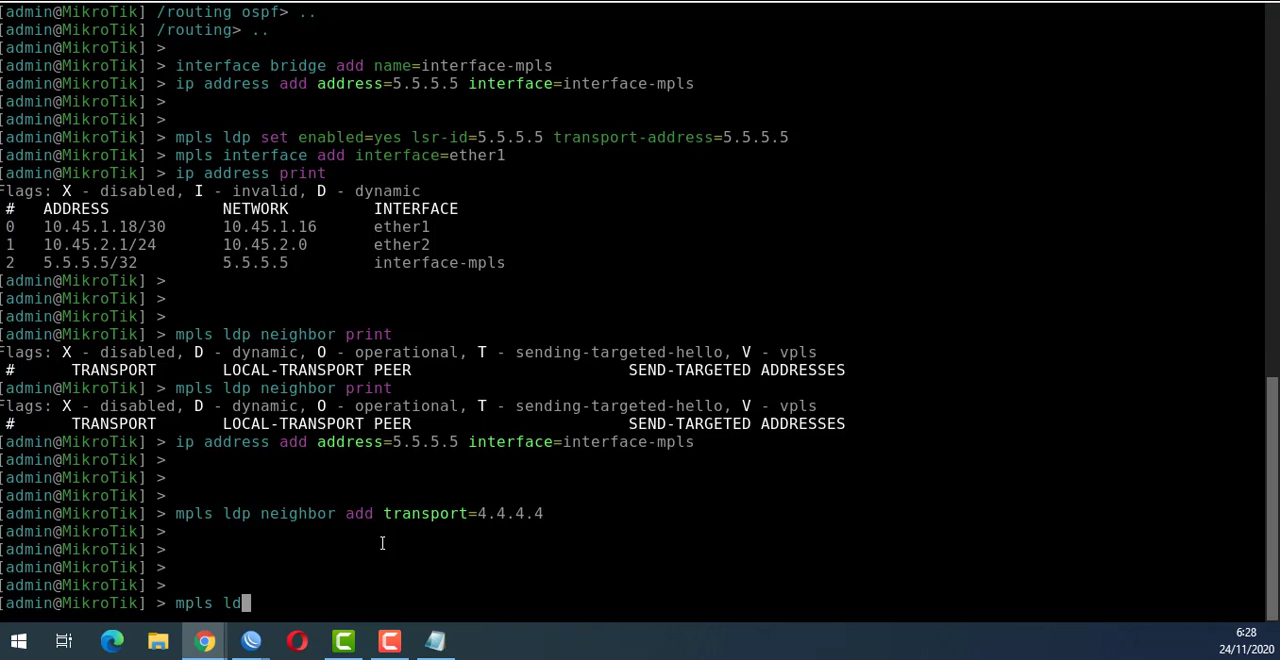 [admin@MikroTik] /routing ospf> ..
[admin@MikroTik] /routing> ..
[admin@MikroTik] >
[admin@MikroTik] > interface bridge add name=interface-mpls
[admin@MikroTik] > ip address add address=5.5.5.5 interface=interface-mpls
[admin@MikroTik] >
[admin@MikroTik] >
[admin@MikroTik] > mpls ldp set enabled=yes lsr-id=5.5.5.5 transport-address=5.5.5.5
[admin@MikroTik] > mpls interface add interface=ether1
[admin@MikroTik] > ip address print
Flags: X - disabled, I - invalid, D - dynamic
#   ADDRESS            NETWORK         INTERFACE
0   10.45.1.18/30      10.45.1.16      ether1
1   10.45.2.1/24       10.45.2.0       ether2
2   5.5.5.5/32         5.5.5.5         interface-mpls
[admin@MikroTik] >
[admin@MikroTik] >
[admin@MikroTik] >
[admin@MikroTik] > mpls ldp neighbor print
Flags: X - disabled, D - dynamic, O - operational, T - sending-targeted-hello, V - vpls
#      TRANSPORT       LOCAL-TRANSPORT PEER                       SEND-TARGETED ADDRESSES
[admin@MikroTik] > mpls ldp neighbor print
Flags: X - disabled, D - dynamic, O - operational, T - sending-targeted-hello, V - vpls
#      TRANSPORT       LOCAL-TRANSPORT PEER                       SEND-TARGETED ADDRESSES
[admin@MikroTik] > ip address add address=5.5.5.5 interface=interface-mpls
[admin@MikroTik] >
[admin@MikroTik] >
[admin@MikroTik] >
[admin@MikroTik] > mpls ldp neighbor add transport=4.4.4.4
[admin@MikroTik] >
[admin@MikroTik] >
[admin@MikroTik] >
[admin@MikroTik] >
[admin@MikroTik] > mpls ld
6:28
24/11/2020